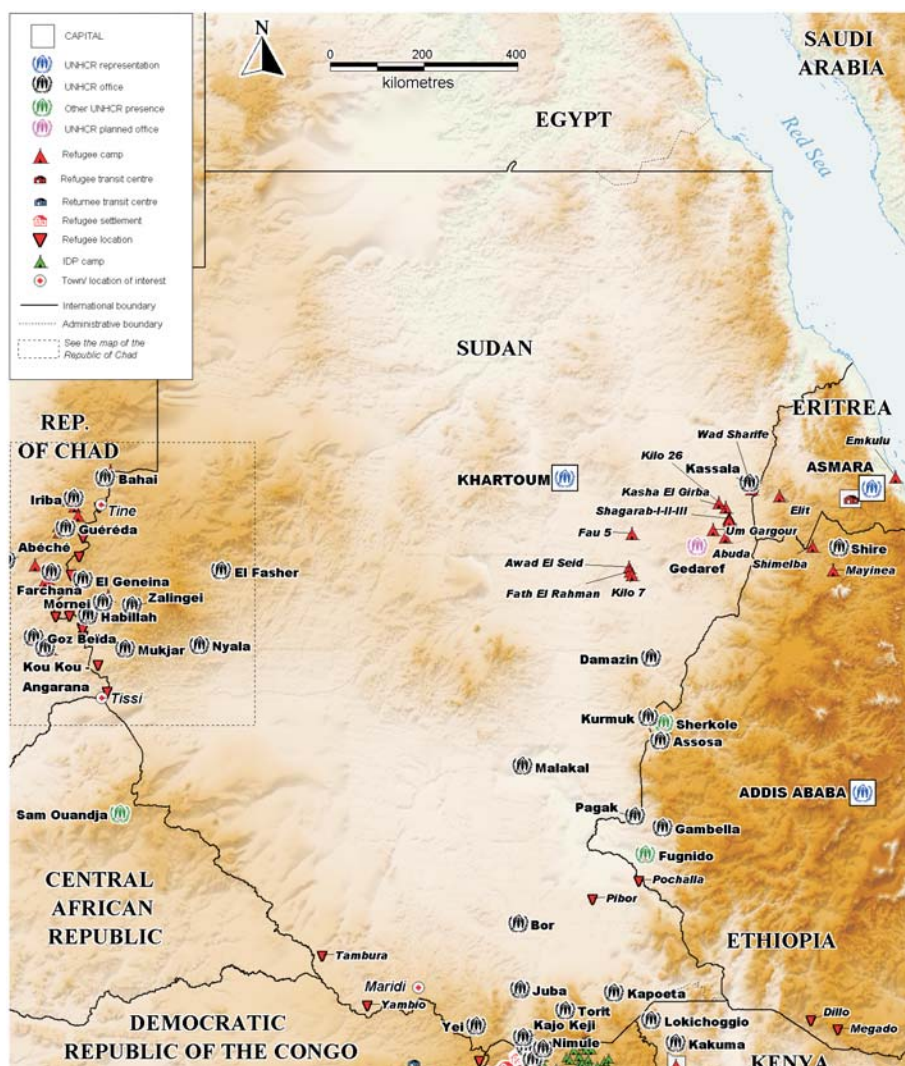 CAPITAL
UNHCR representation
UNHCR office
Other UNHCR presence
UNHCR planned office
Refugee camp
Refugee transit centre
Returnee transit centre
Refugee settlement
Refugee location
IDP camp
Town/ location of interest
International boundary
Administrative boundary
See the map of the
Republic of Chad
N
0 200 400
kilometres
SAUDI
ARABIA
Red Sea
EGYPT
SUDAN
REP.
OF CHAD
ERITREA
Emkulu
Wad Sharife
Kilo 26
Kassala
ASMARA
KHARTOUM
Kasha El Girba
Shagarab-I-II-III
Elit
Fau 5
Um Gargour
Abuda
Gedaref
Shimelba
Shire
Mayinea
Awad El Seid
Fath El Rahman
Kilo 7
Bahai
Iriba
Tine
Guéréda
Abéché
El Geneina
El Fasher
Farchana
Mornei
Zalingei
Habillah
Goz Beïda
Mukjar
Nyala
Kou Kou -
Angarana
Tissi
Damazin
Kurmuk
Sherkole
Assosa
Malakal
ADDIS ABABA
Sam Ouandja
Pagak
Gambella
Fugnido
Pochalla
Pibor
CENTRAL
AFRICAN
REPUBLIC
Bor
ETHIOPIA
Tambura
Maridi
Yambio
Juba
Kapoeta
Torit
Dillo
Megado
DEMOCRATIC
REPUBLIC OF THE CONGO
Yei
Kajo Keji
Nimule
Lokichoggio
Kakuma
KENYA